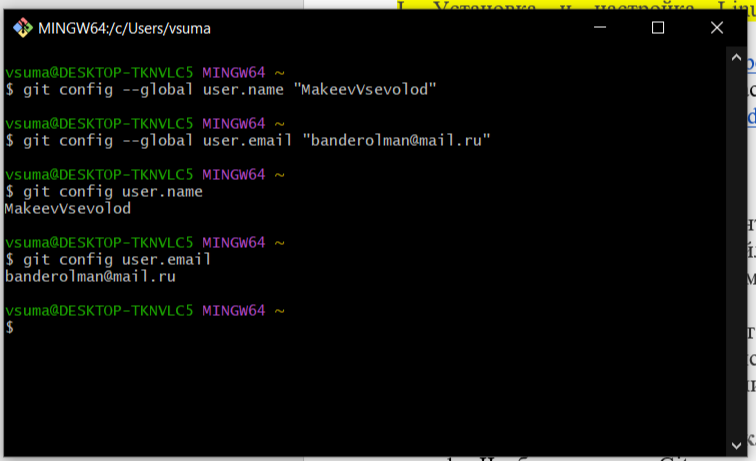 I. Установка и настройка
MINGW64:/c/Users/vsuma
vsuma@DESKTOP-TKNVLC5 MINGW64 ~
$ git config --global user.name "MakeevVsevolod"
vsuma@DESKTOP-TKNVLC5 MINGW64 ~
$ git config --global user.email "banderolman@mail.ru"
vsuma@DESKTOP-TKNVLC5 MINGW64 ~
$ git config user.name
MakeevVsevolod
vsuma@DESKTOP-TKNVLC5 MINGW64 ~
$ git config user.email
banderolman@mail.ru
vsuma@DESKTOP-TKNVLC5 MINGW64 ~
$